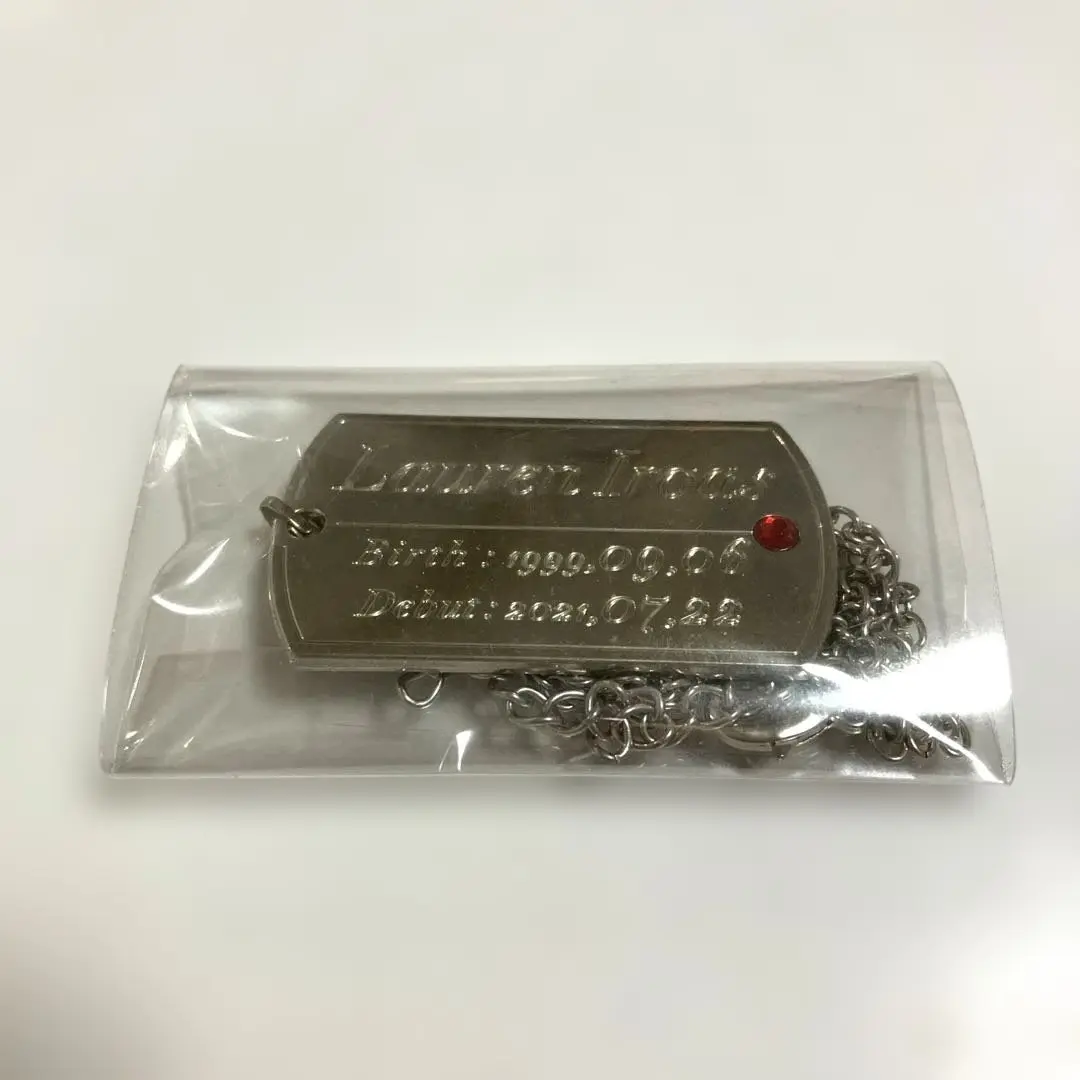 Lauren Iroas
Birth : 1999.09.06
Debut : 2021.07.22